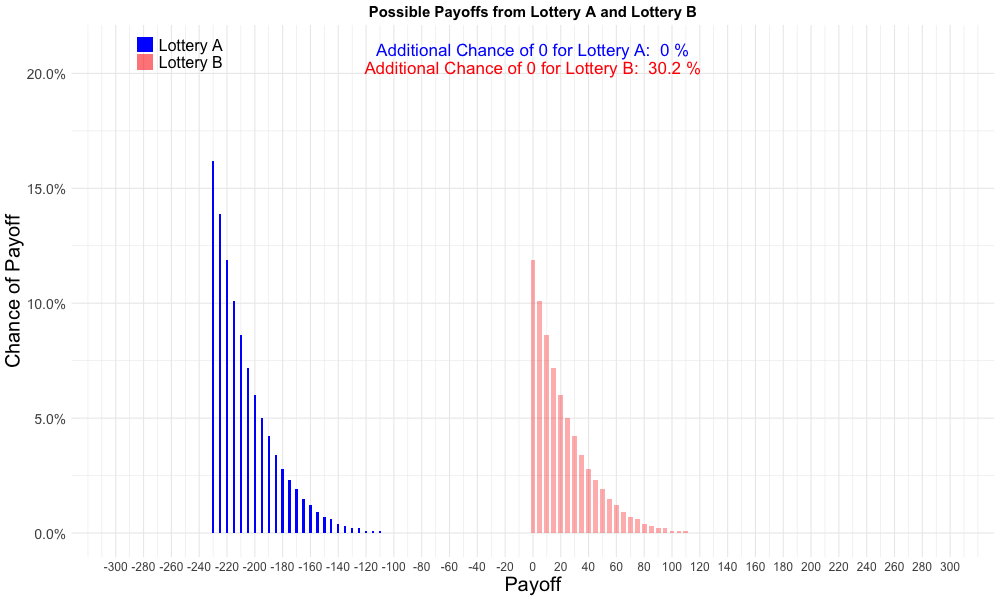 Possible Payoffs from Lottery A and Lottery B
Lottery A
Lottery B
Additional Chance of 0 for Lottery A:  0 %
Additional Chance of 0 for Lottery B:  30.2 %
Chance of Payoff
20.0%
15.0%
10.0%
5.0%
0.0%
-300 -280 -260 -240 -220 -200 -180 -160 -140 -120 -100 -80 -60 -40 -20 0 20 40 60 80 100 120 140 160 180 200 220 240 260 280 300
Payoff